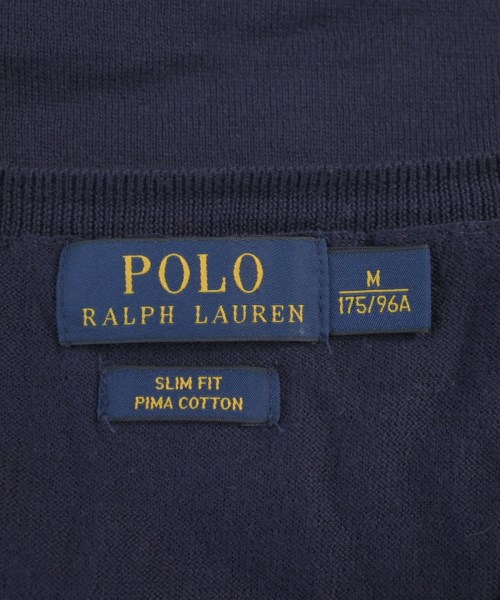 POLO
RALPH LAUREN
M
175/96A
SLIM FIT
PIMA COTTON